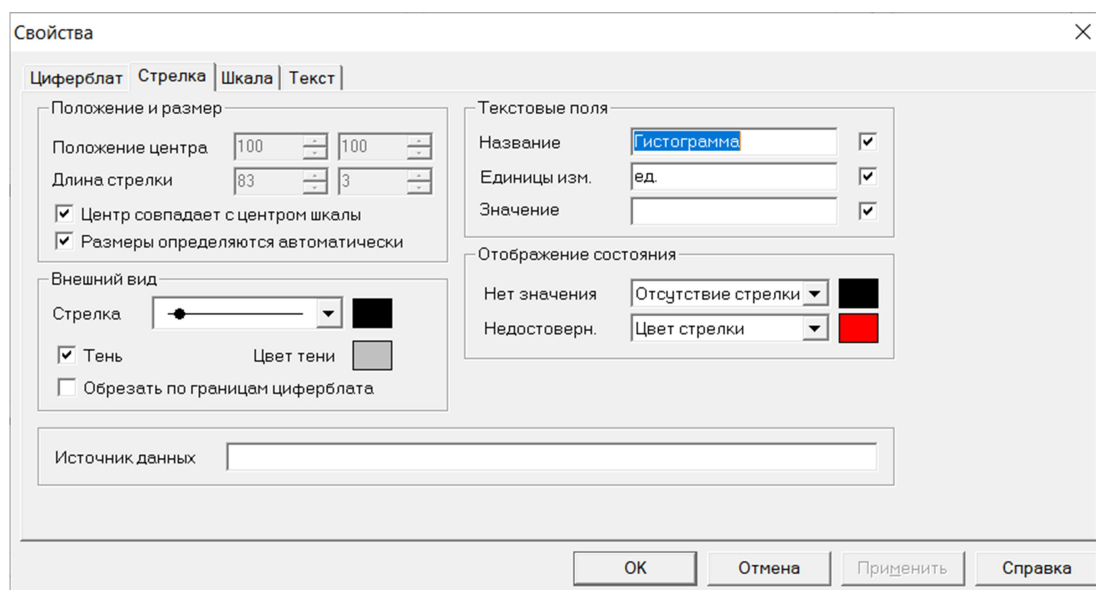 Свойства
Циферблат Стрелка Шкала Текст
Положение и размер
Положение центра 100 100
Длина стрелки 83 3
Центр совпадает с центром шкалы
Размеры определяются автоматически
Внешний вид
Стрелка
Тень Цвет тени
Обрезать по границам циферблата
Текстовые поля
Название Гистограмма
Единицы изм. ед.
Значение
Отображение состояния
Нет значения Отсутствие стрелки
Недостоверн. Цвет стрелки
Источник данных
OK Отмена Применить Справка